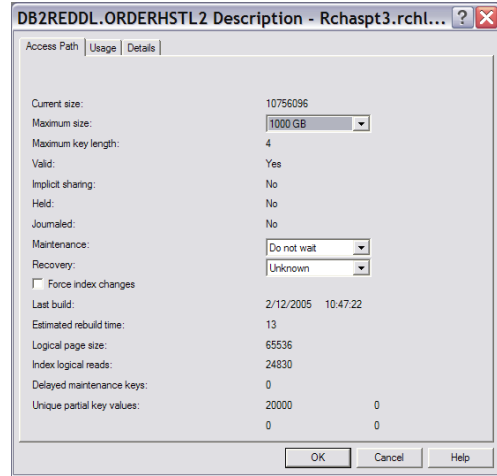 DB2REDDL.ORDERHSTL2 Description - Rchaspt3.rchl... ? X
Access Path Usage Details
Current size: 10756096
Maximum size: 1000 GB
Maximum key length: 4
Valid: Yes
Implicit sharing: No
Held: No
Journaled: No
Maintenance: Do not wait
Recovery: Unknown
Force index changes
Last build: 2/12/2005 10:47:22
Estimated rebuild time: 13
Logical page size: 65536
Index logical reads: 24830
Delayed maintenance keys: 0
Unique partial key values: 20000 0
0 0
OK Cancel Help